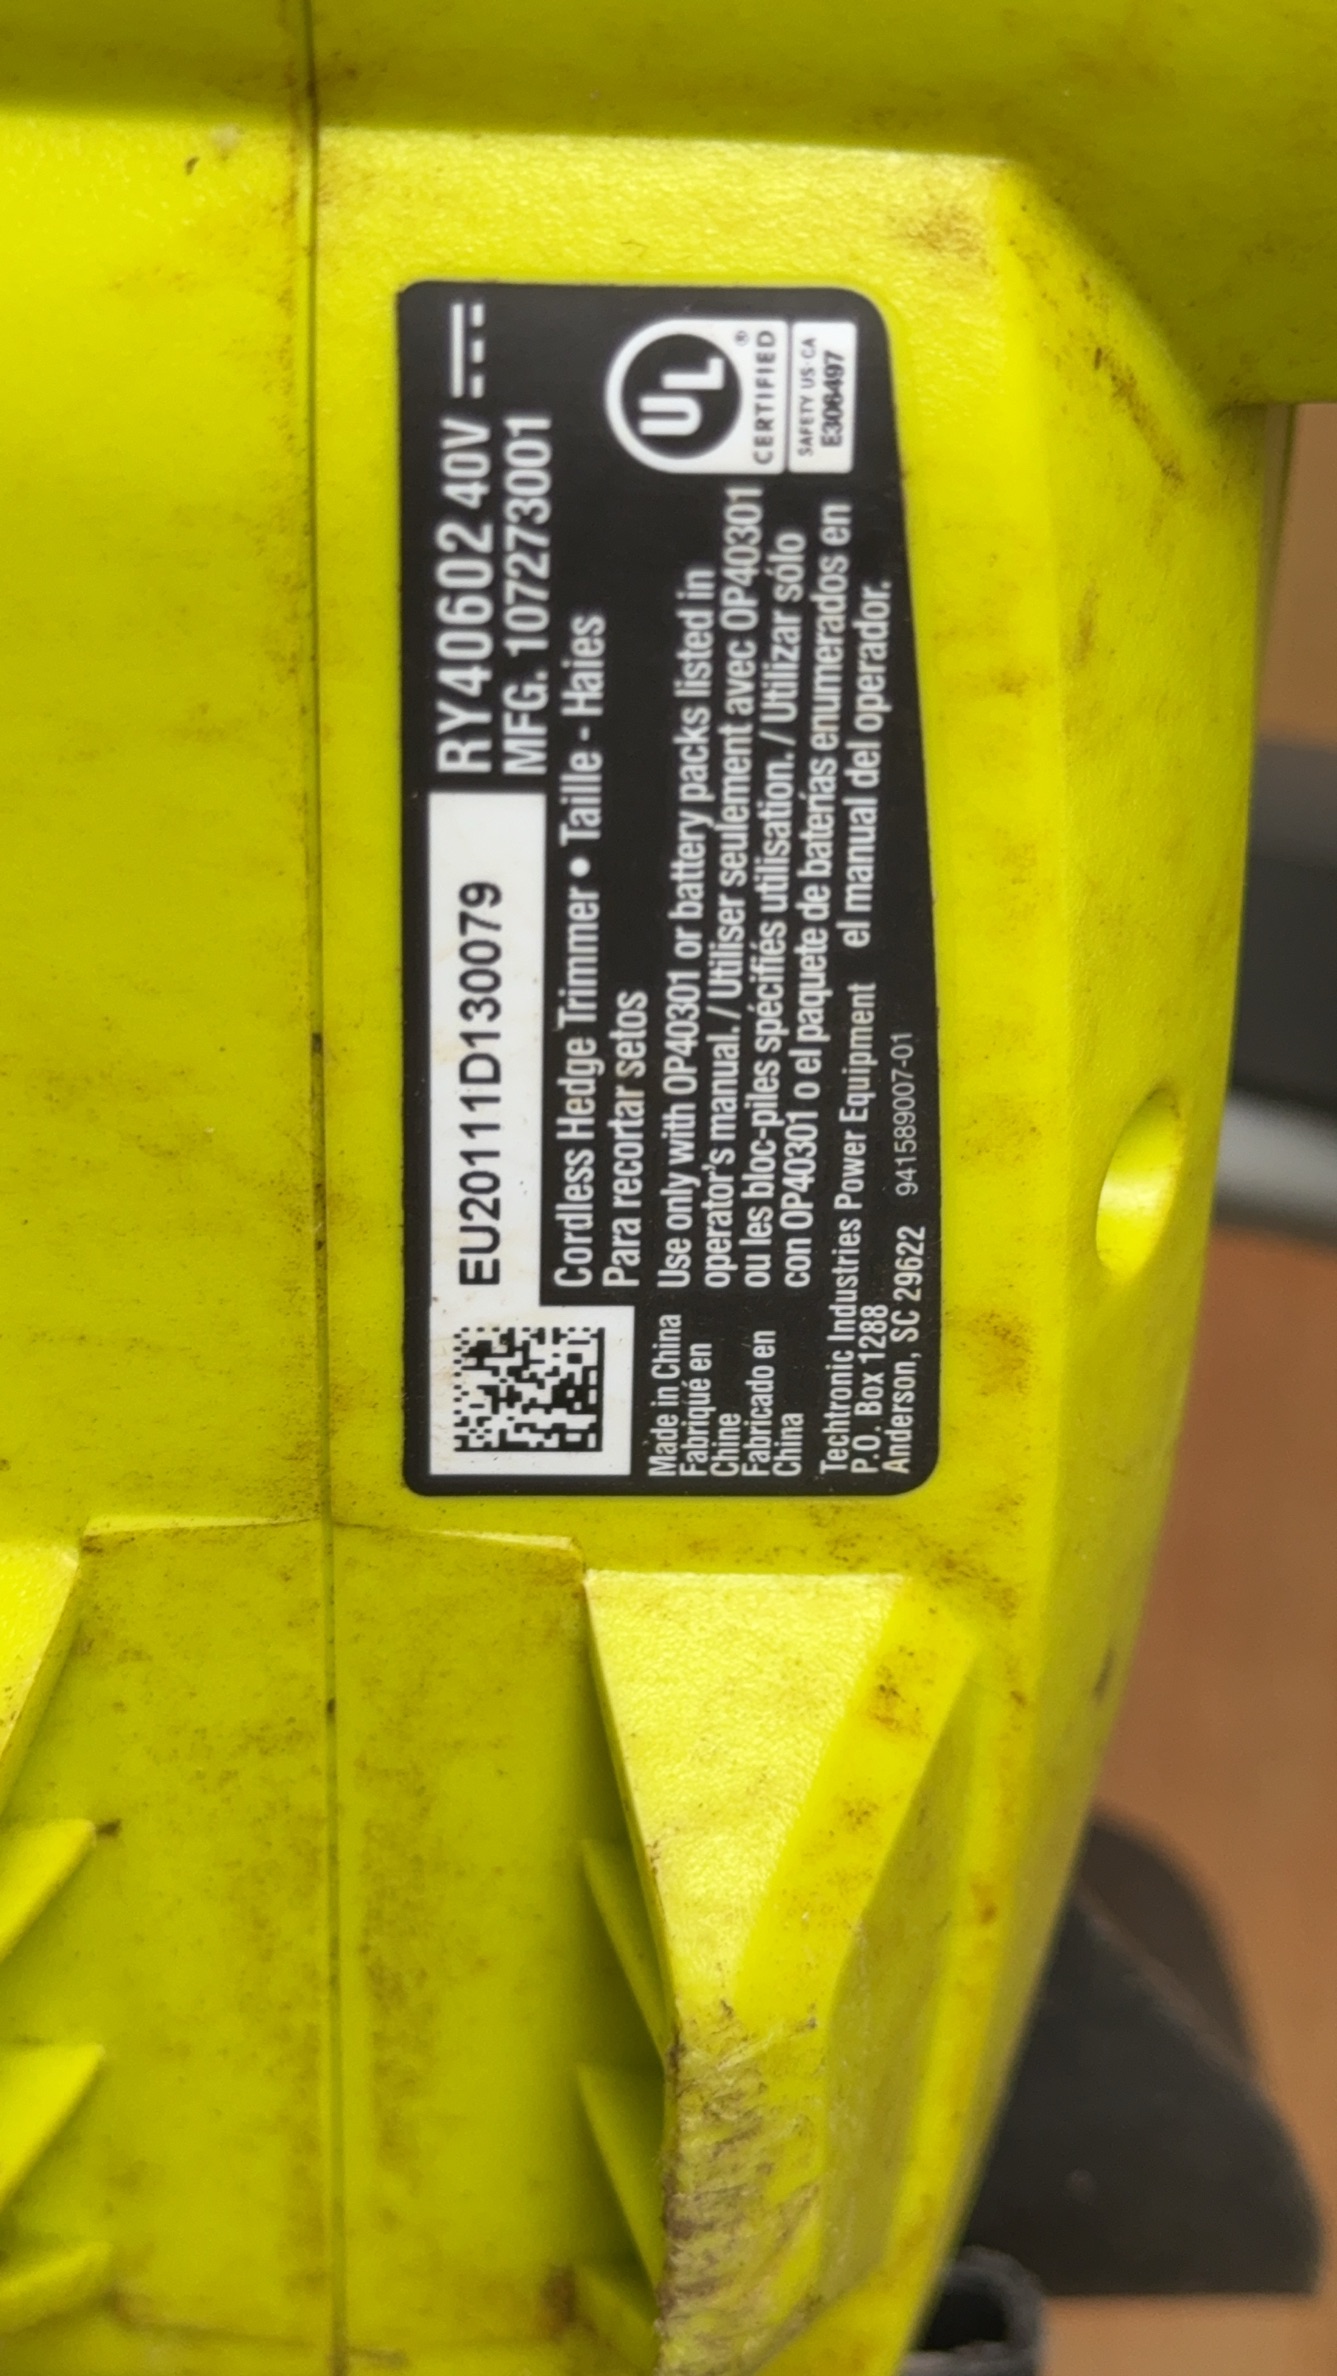 EU20111D130079
RY40602 40V
MFG. 107273001
Cordless Hedge Trimmer • Taille - Haies
Para recortar setos
Use only with OP40301 or battery packs listed in
operator's manual. / Utiliser seulement avec OP40301
ou les bloc-piles spécifiés utilisation. / Utilizar sólo
con OP40301 o el paquete de baterías enumerados en
el manual del operador.
UL
®
CERTIFIED
SAFETY US·CA
E306497
Made in China
Fabriqué en
Chine
Fabricado en
China
Techtronic Industries Power Equipment
P.O. Box 1288
Anderson, SC 29622
941589007-01